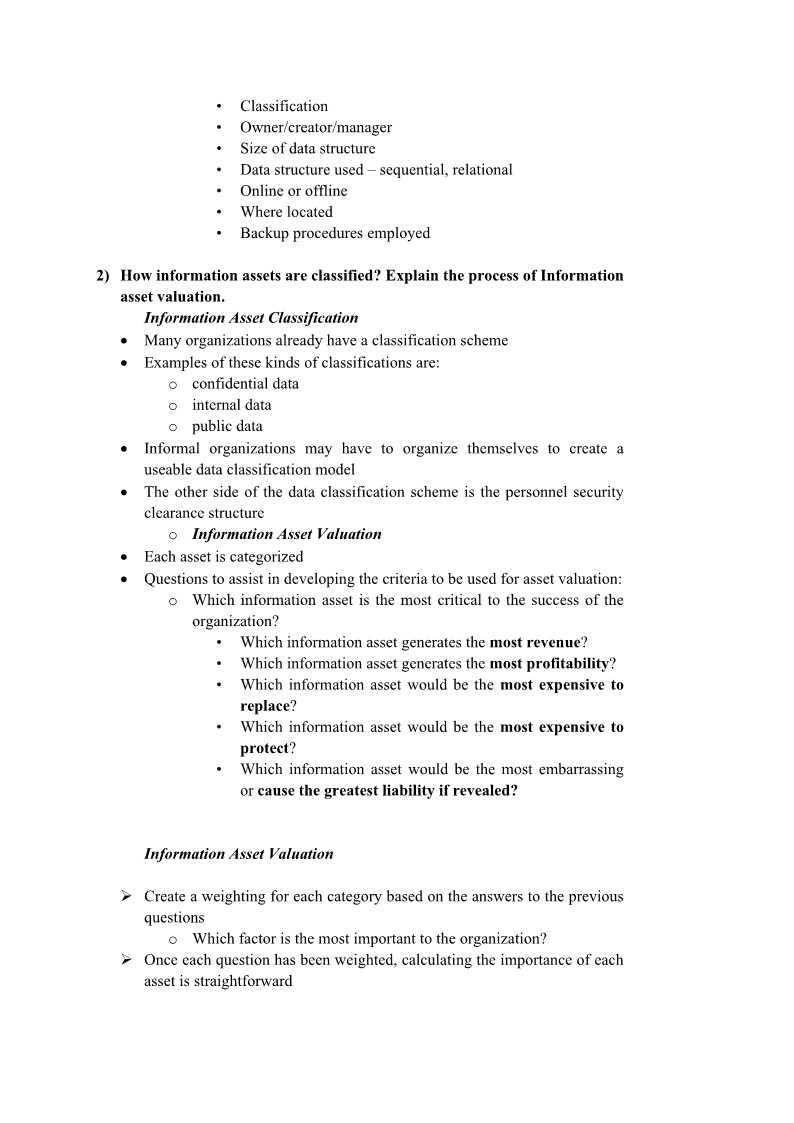 • Classification
• Owner/creator/manager
• Size of data structure
• Data structure used – sequential, relational
• Online or offline
• Where located
• Backup procedures employed
2) How information assets are classified? Explain the process of Information
asset valuation.
Information Asset Classification
• Many organizations already have a classification scheme
• Examples of these kinds of classifications are:
o confidential data
o internal data
o public data
• Informal organizations may have to organize themselves to create a
useable data classification model
• The other side of the data classification scheme is the personnel security
clearance structure
o Information Asset Valuation
• Each asset is categorized
• Questions to assist in developing the criteria to be used for asset valuation:
o Which information asset is the most critical to the success of the
organization?
• Which information asset generates the most revenue?
• Which information asset generates the most profitability?
• Which information asset would be the most expensive to
replace?
• Which information asset would be the most expensive to
protect?
• Which information asset would be the most embarrassing
or cause the greatest liability if revealed?
Information Asset Valuation
➢ Create a weighting for each category based on the answers to the previous
questions
o Which factor is the most important to the organization?
➢ Once each question has been weighted, calculating the importance of each
asset is straightforward